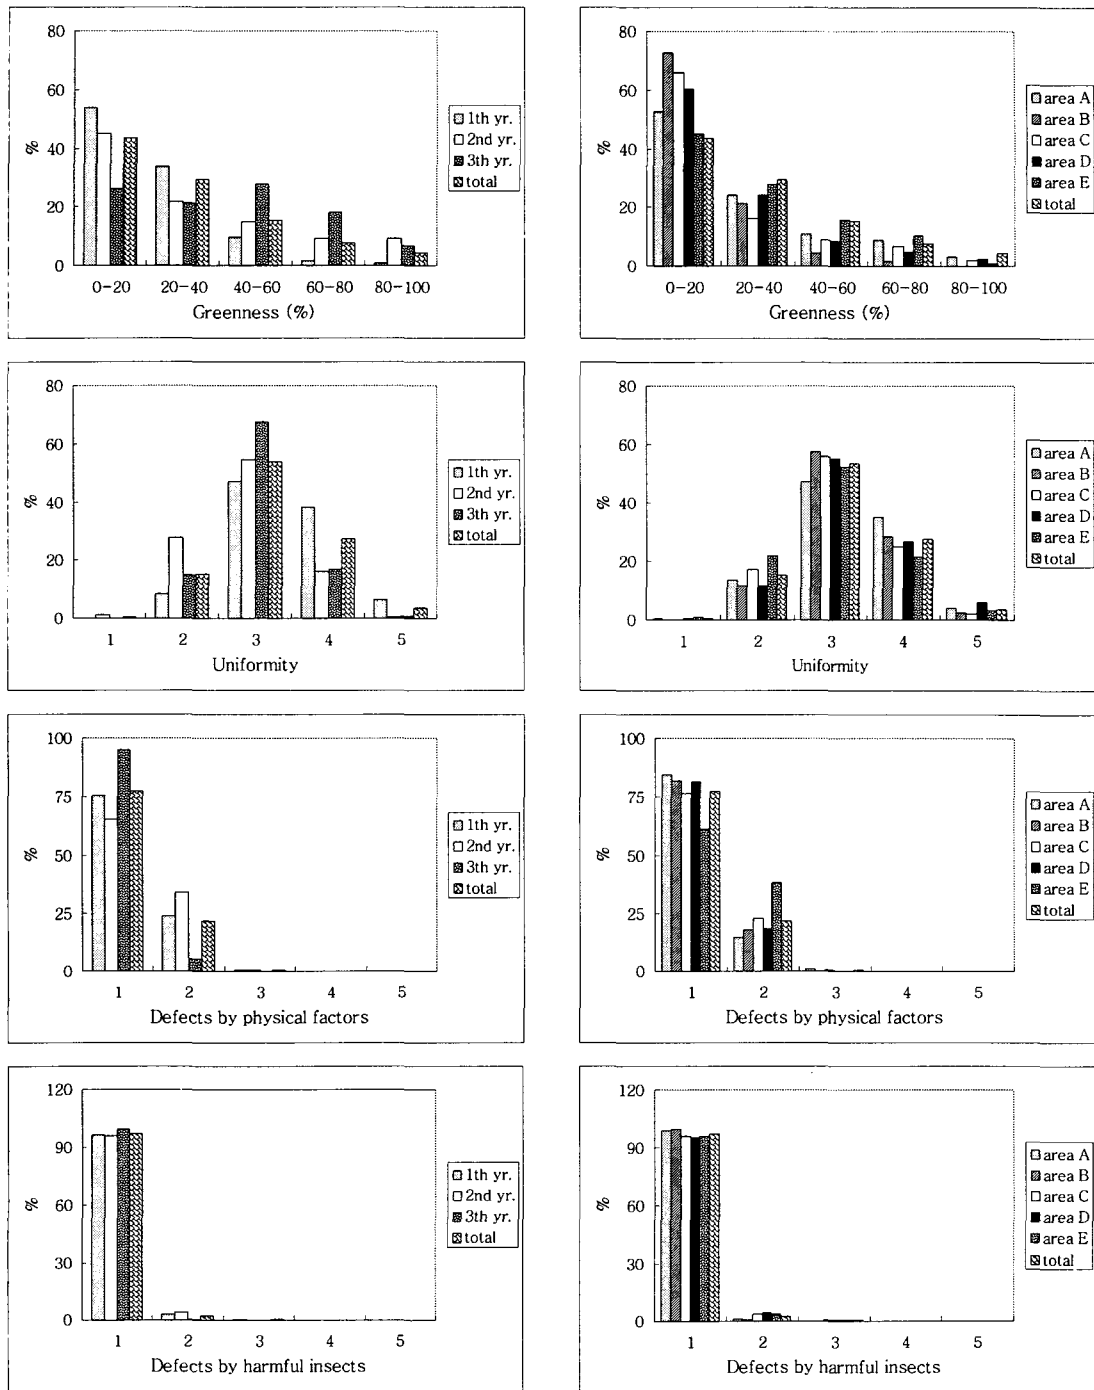 80
60
40
20
0
%
0-20 20-40 40-60 60-80 80-100
Greenness (%)
1th yr.
2nd yr.
3th yr.
total
80
60
40
20
0
%
0-20 20-40 40-60 60-80 80-100
Greenness (%)
area A
area B
area C
area D
area E
total
80
60
40
20
0
%
1 2 3 4 5
Uniformity
1th yr.
2nd yr.
3th yr.
total
80
60
40
20
0
%
1 2 3 4 5
Uniformity
area A
area B
area C
area D
area E
total
100
75
50
25
0
%
1 2 3 4 5
Defects by physical factors
1th yr.
2nd yr.
3th yr.
total
100
75
50
25
0
%
1 2 3 4 5
Defects by physical factors
area A
area B
area C
area D
area E
total
120
90
60
30
0
%
1 2 3 4 5
Defects by harmful insects
1th yr.
2nd yr.
3th yr.
total
120
90
60
30
0
%
1 2 3 4 5
Defects by harmful insects
area A
area B
area C
area D
area E
total